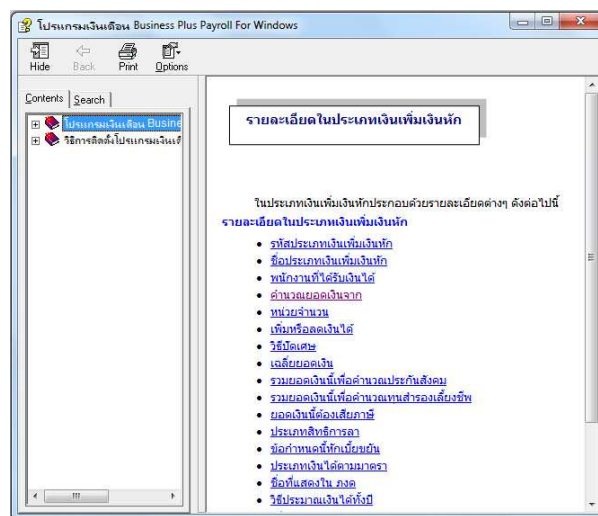 โปรแกรมเงินเดือน Business Plus Payroll For Windows
Hide Back Print Options
Contents Search
โปรแกรมเงินเดือน Busine
วิธีการติดตั้งโปรแกรมเงินเดื
รายละเอียดในประเภทเงินเพิ่มเงินหัก
ในประเภทเงินเพิ่มเงินหักประกอบด้วยรายละเอียดต่างๆ ดังต่อไปนี้
รายละเอียดในประเภทเงินเพิ่มเงินหัก
รหัสประเภทเงินเพิ่มเงินหัก
ชื่อประเภทเงินเพิ่มเงินหัก
พนักงานที่ได้รับเงินได้
คำนวณยอดเงินจาก
หน่วยจำนวน
เพิ่มหรือลดเงินได้
วิธีปัดเศษ
เฉลี่ยยอดเงิน
รวมยอดเงินนี้เพื่อคำนวณประกันสังคม
รวมยอดเงินนี้เพื่อคำนวณทุนสำรองเลี้ยงชีพ
ยอดเงินนี้ต้องเสียภาษี
ประเภทสิทธิการลา
ข้อกำหนดนี้หักเบี้ยขยัน
ประเภทเงินได้ตามมาตรา
ชื่อที่แสดงใน ภงด
วิธีประมาณเงินได้ทั้งปี